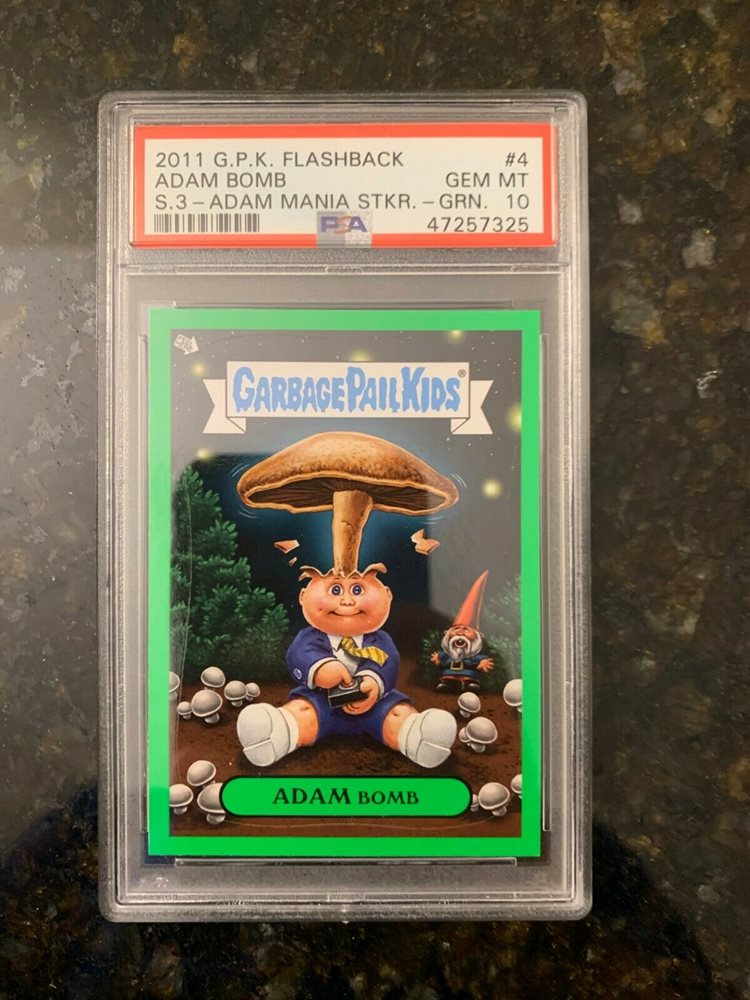 2011 G.P.K. FLASHBACK #4
ADAM BOMB GEM MT
S.3 – ADAM MANIA STKR. – GRN. 10
PSA 47257325
GARBAGE PAIL KIDS®
ADAM BOMB